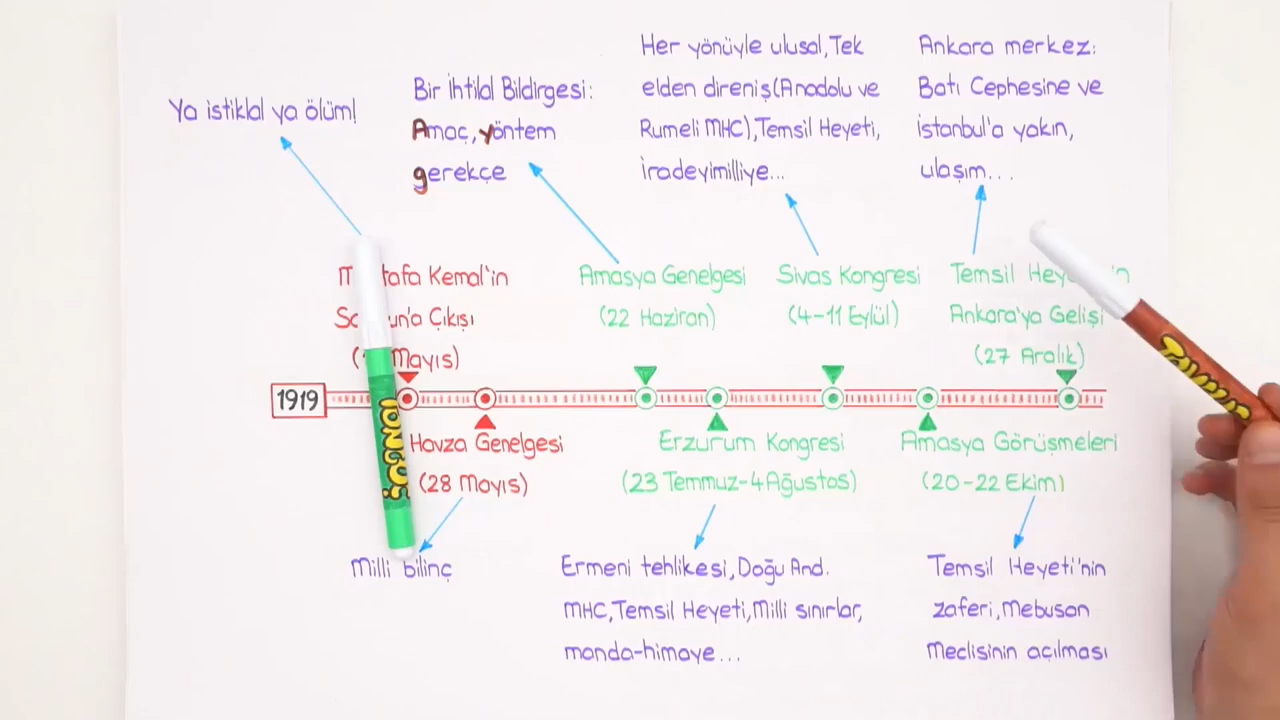 Ya istiklal ya ölüm!
Bir İhtilal Bildirgesi:
Amaç, yöntem
gerekçe
Her yönüyle ulusal, Tek
elden direniş(Anadolu ve
Rumeli MHC), Temsil Heyeti,
İradeyimilliye...
Ankara merkez:
Batı Cephesine ve
İstanbul'a yakın,
ulaşım...
Kemal'in
Çıkışı
Mayıs)
Amasya Genelgesi
(22 Haziran)
Sivas Kongresi
(4-11 Eylül)
Temsil
Ankara'ya Gelişi
(27 Aralık)
1919
Havza Genelgesi
(28 Mayıs)
Erzurum Kongresi
(23 Temmuz-4 Ağustos)
Amasya Görüşmeleri
(20-22 Ekim)
Milli bilinç
Ermeni tehlikesi, Doğu And.
MHC, Temsil Heyeti, Milli sınırlar,
manda-himaye...
Temsil Heyeti'nin
zaferi, Mebusan
Meclisinin açılması
TONGUÇ